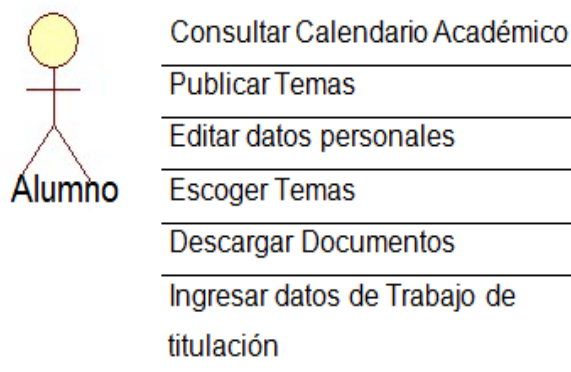 Consultar Calendario Académico
Publicar Temas
Editar datos personales
Alumno
Escoger Temas
Descargar Documentos
Ingresar datos de Trabajo de
titulación